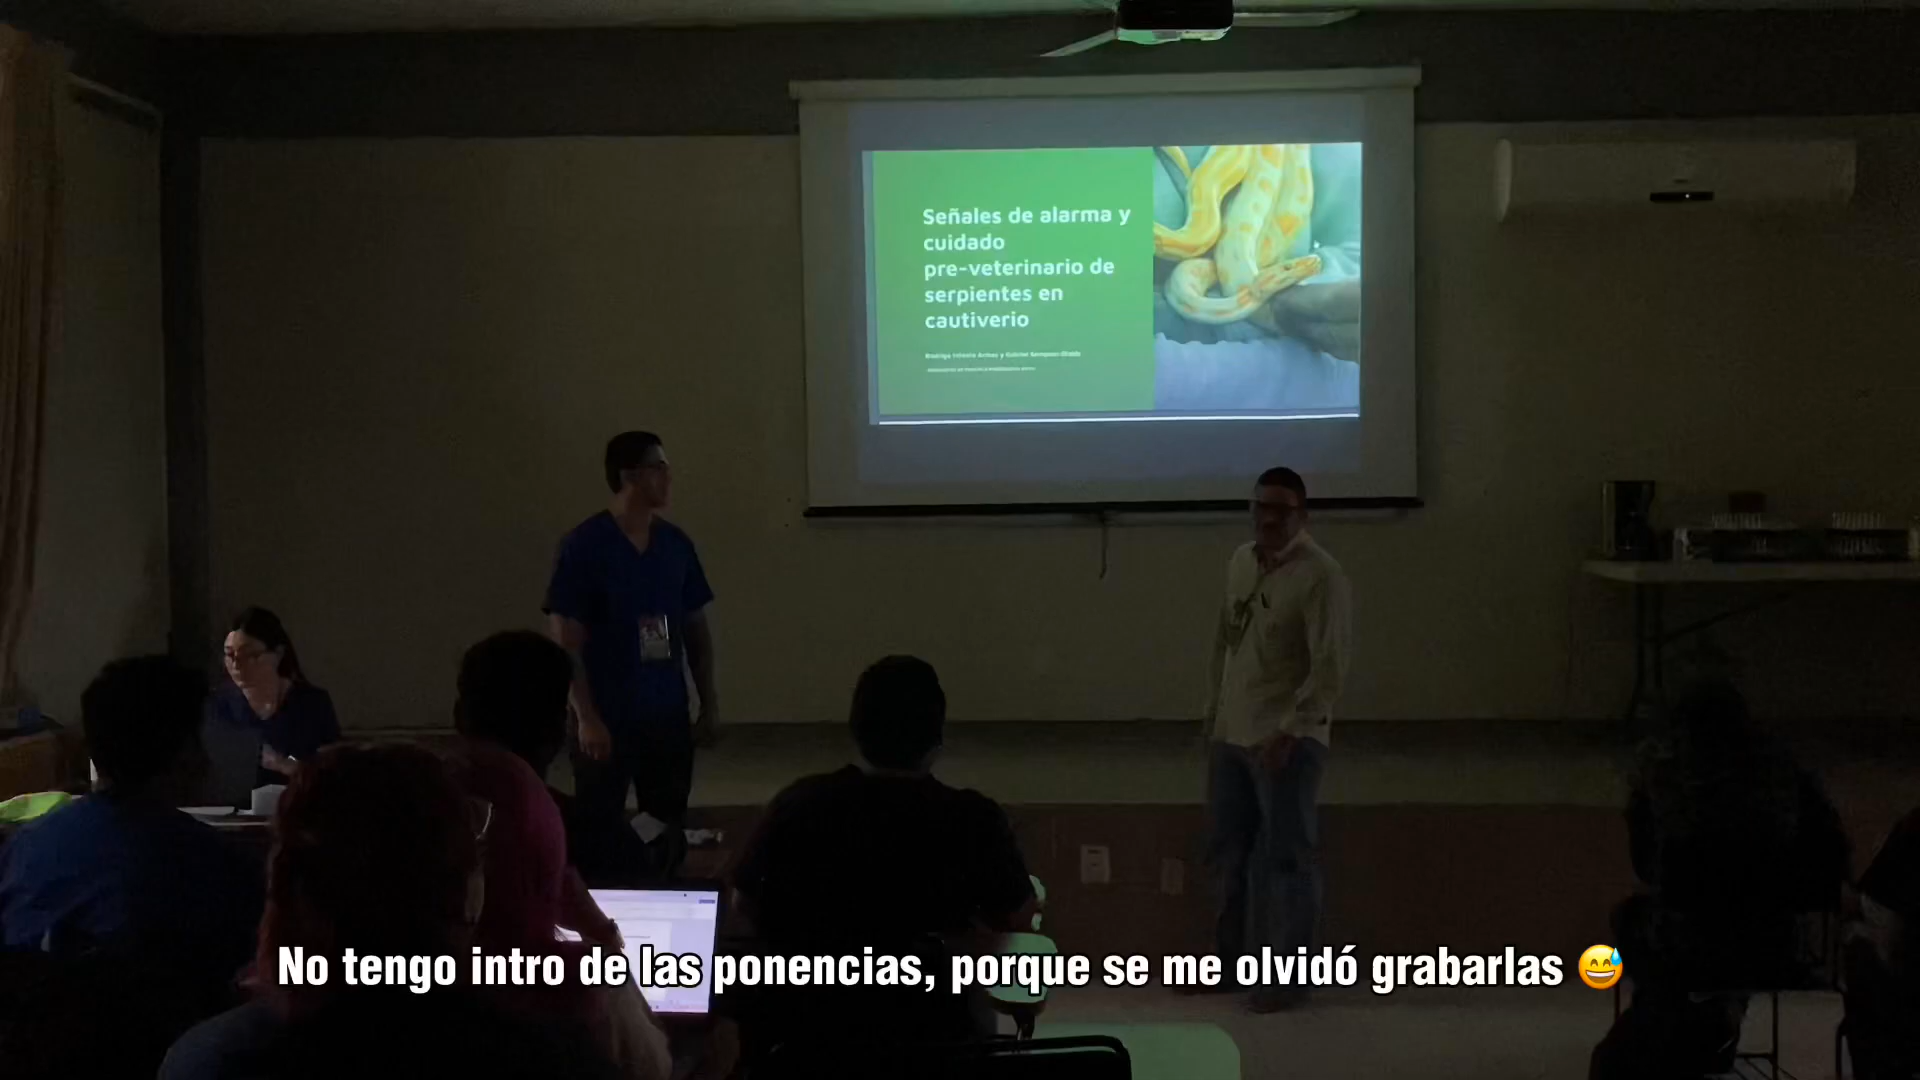 Señales de alarma y
cuidado
pre-veterinario de
serpientes en
cautiverio
No tengo intro de las ponencias, porque se me olvidó grabarlas 😅